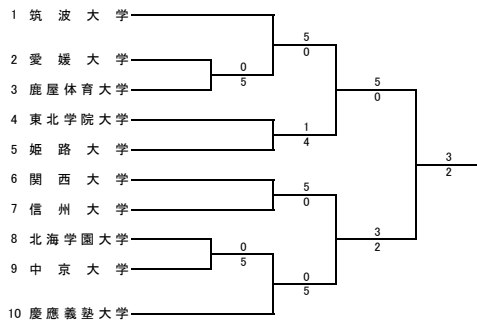 1 筑波大学
5
0
2 愛媛大学
0
5
3 鹿屋体育大学
5
0
4 東北学院大学
1
4
5 姫路大学
3
2
6 関西大学
5
0
7 信州大学
3
2
8 北海学園大学
0
5
9 中京大学
0
5
10 慶應義塾大学